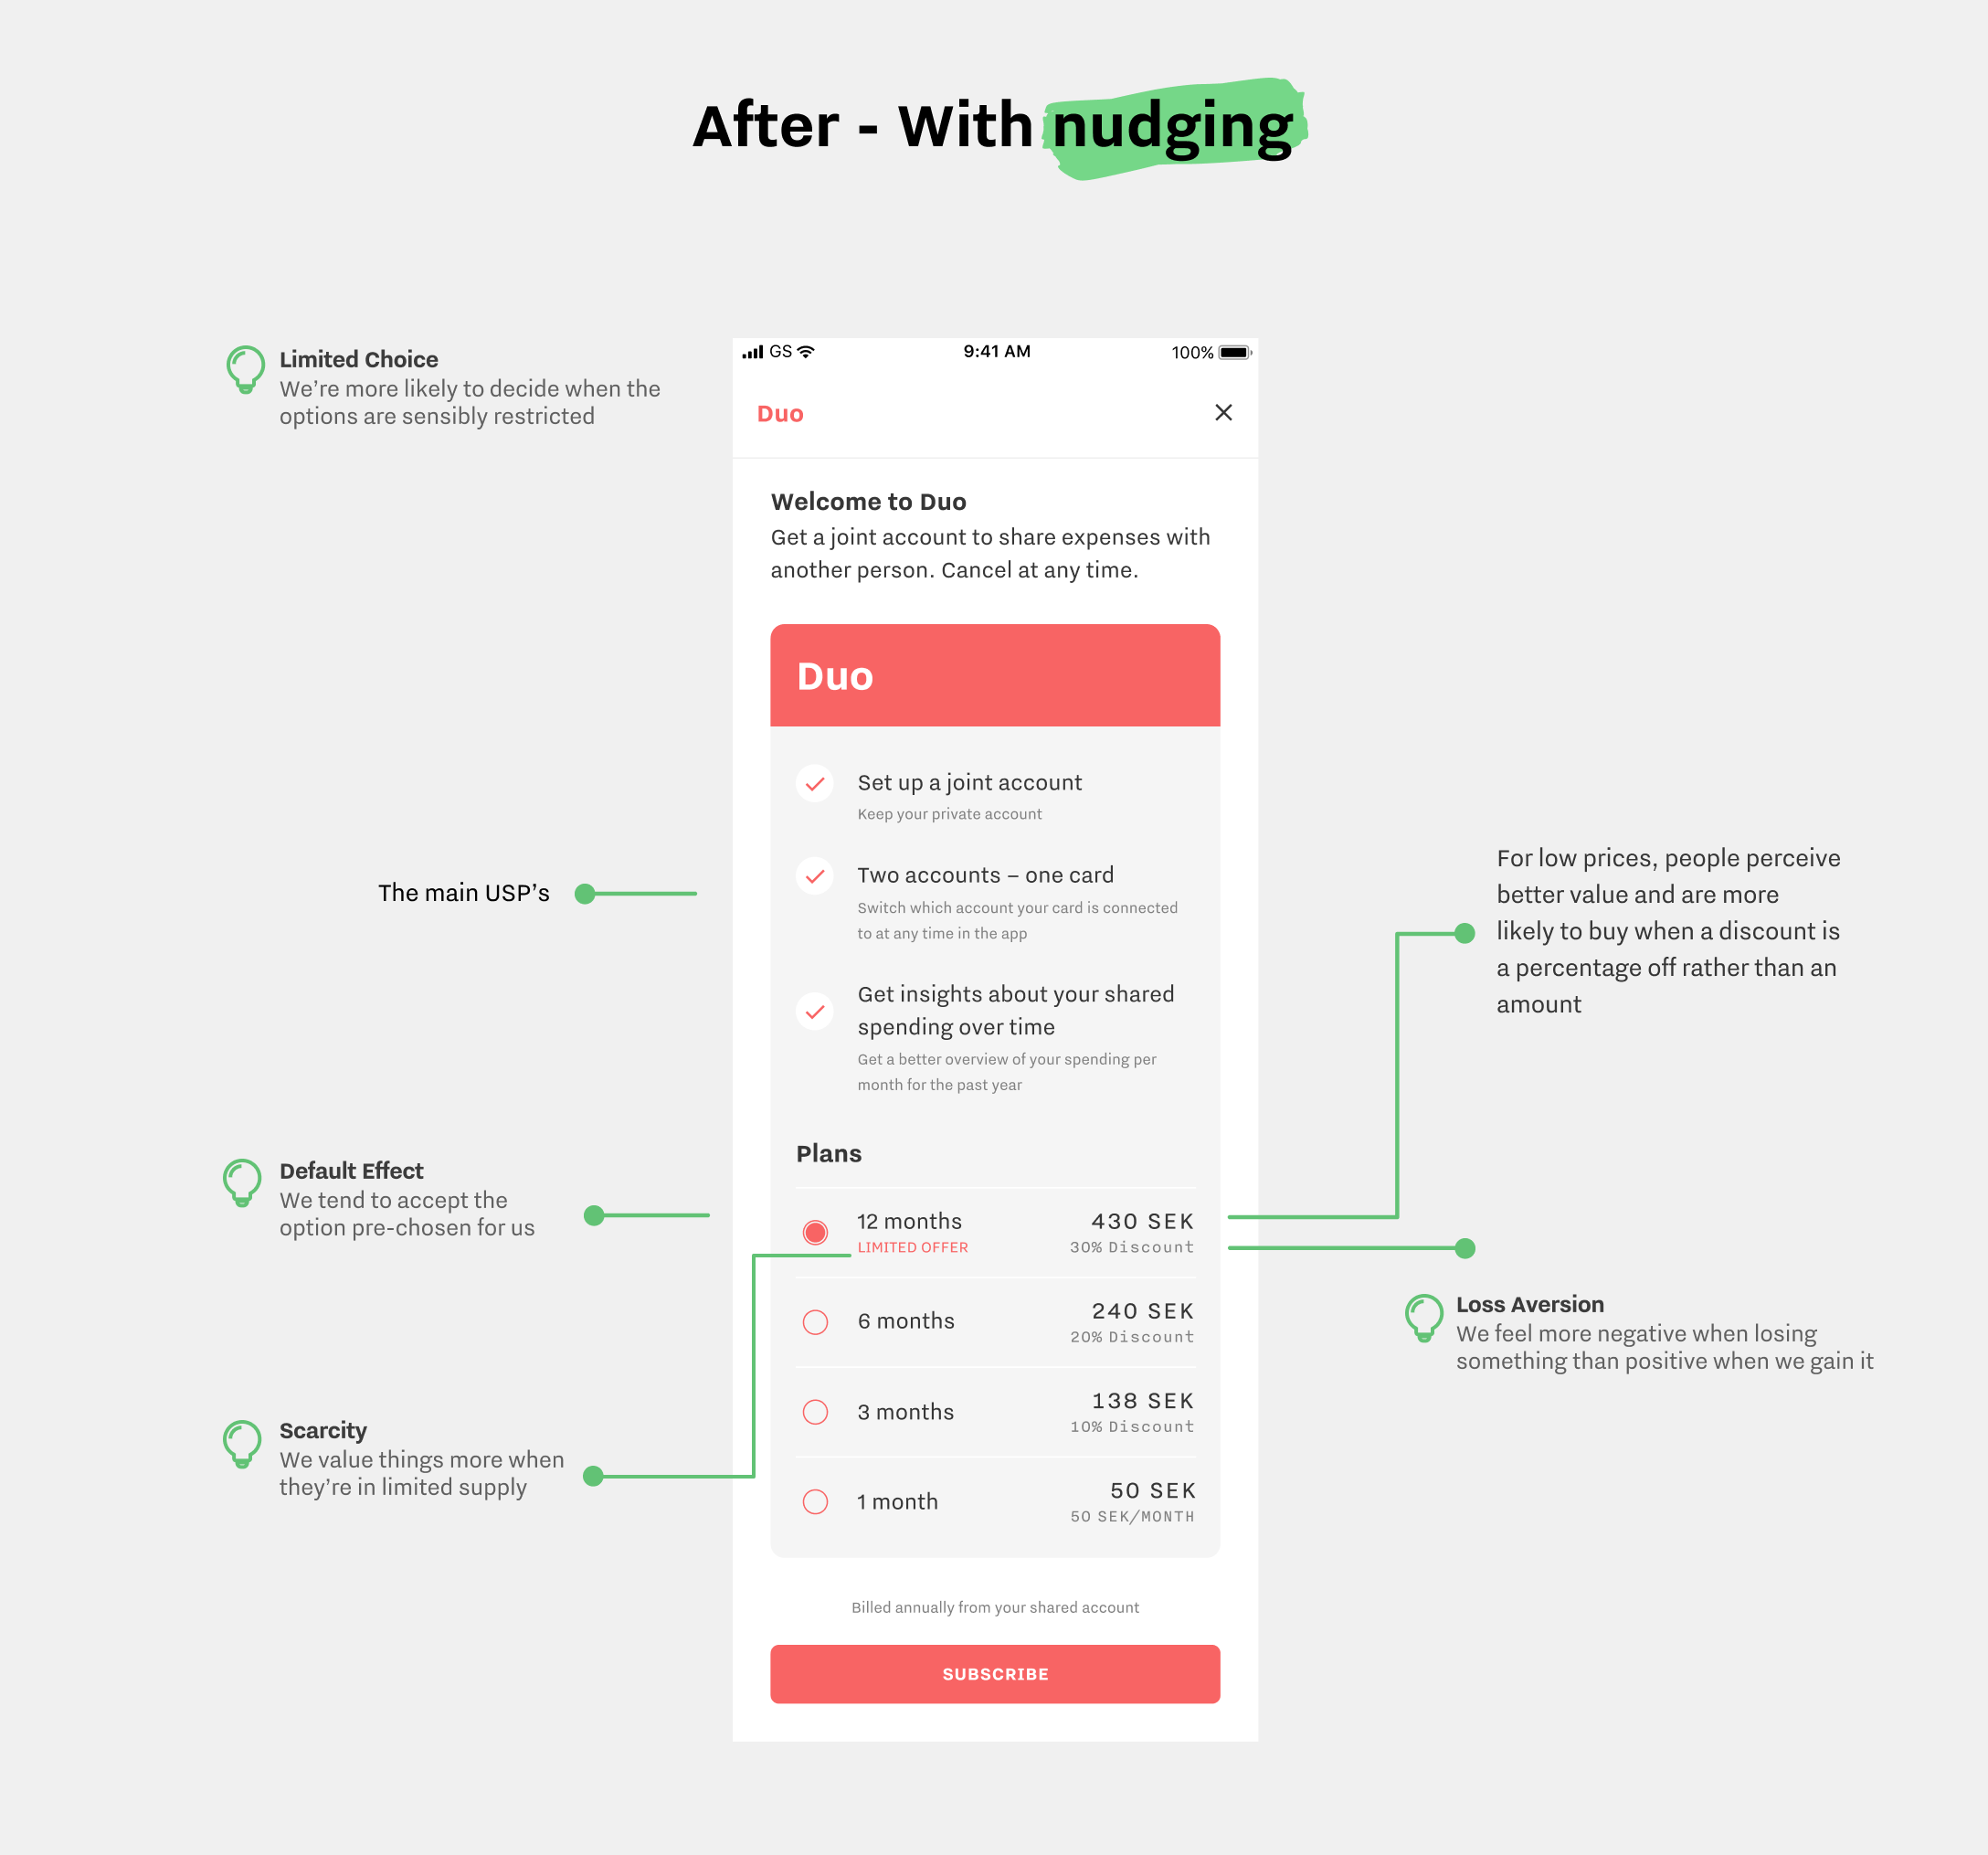 After - With nudging
Limited Choice
We’re more likely to decide when the
options are sensibly restricted
GS
9:41 AM
100%
Duo
Welcome to Duo
Get a joint account to share expenses with
another person. Cancel at any time.
Duo
Set up a joint account
Keep your private account
Two accounts – one card
Switch which account your card is connected
to at any time in the app
Get insights about your shared
spending over time
Get a better overview of your spending per
month for the past year
The main USP’s
For low prices, people perceive
better value and are more
likely to buy when a discount is
a percentage off rather than an
amount
Plans
Default Effect
We tend to accept the
option pre-chosen for us
12 months 430 SEK
LIMITED OFFER 30% Discount
6 months 240 SEK
20% Discount
3 months 138 SEK
10% Discount
1 month 50 SEK
50 SEK/MONTH
Loss Aversion
We feel more negative when losing
something than positive when we gain it
Scarcity
We value things more when
they’re in limited supply
Billed annually from your shared account
SUBSCRIBE